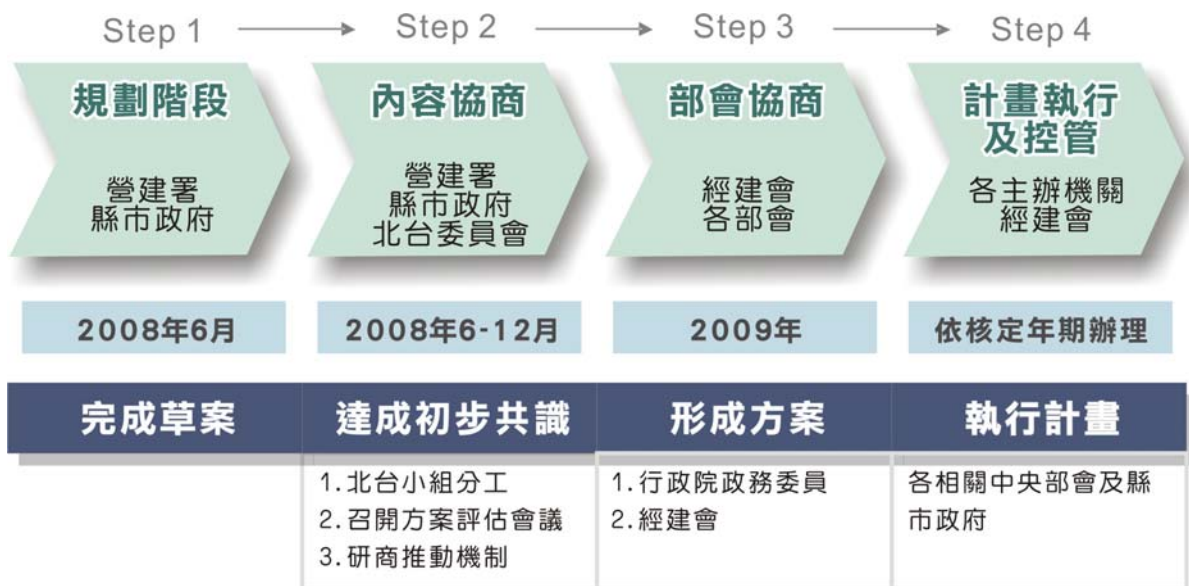 Step 1
Step 2
Step 3
Step 4
規劃階段
營建署
縣市政府
內容協商
營建署
縣市政府
北台委員會
部會協商
經建會
各部會
計畫執行
及控管
各主辦機關
經建會
2008年6月
2008年6-12月
2009年
依核定年期辦理
完成草案
達成初步共識
形成方案
執行計畫
1.北台小組分工
2.召開方案評估會議
3.研商推動機制
1.行政院政務委員
2.經建會
各相關中央部會及縣
市政府